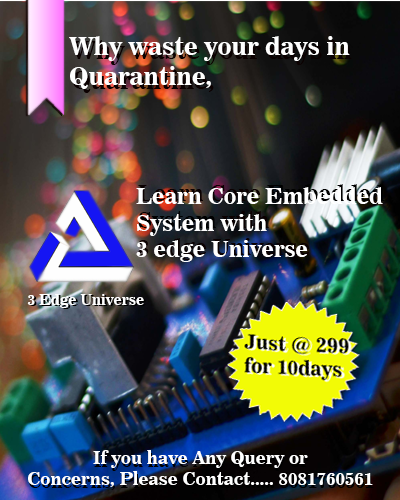 Why waste your days in
Quarantine,
Learn Core Embedded
System with
3 edge Universe
3 Edge Universe
Just @ 299
for 10days
If you have Any Query or
Concerns, Please Contact..... 8081760561